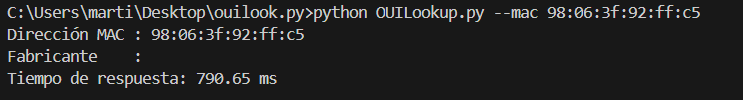 C:\Users\marti\Desktop\ouilook.py>python OUILookup.py --mac 98:06:3f:92:ff:c5
Dirección MAC : 98:06:3f:92:ff:c5
Fabricante    :
Tiempo de respuesta: 790.65 ms